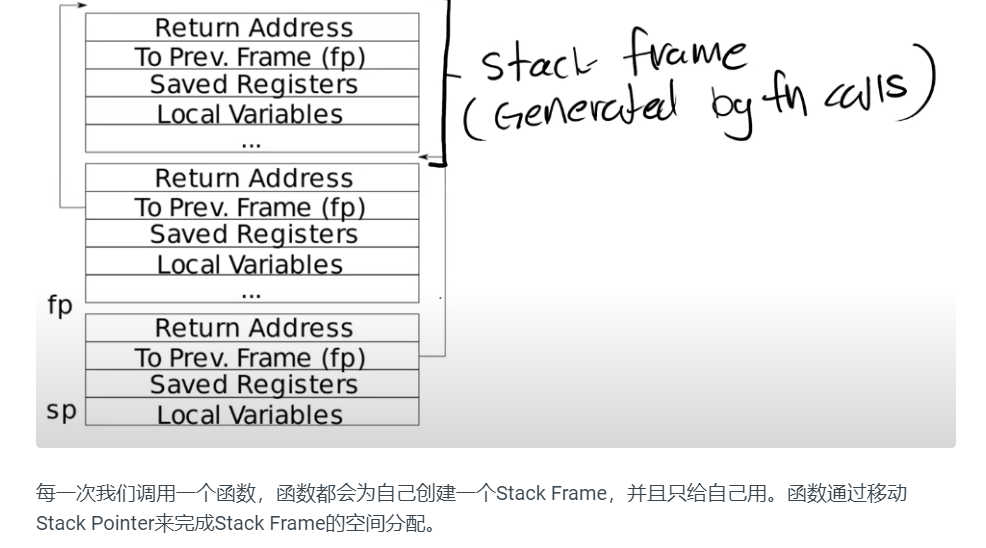 Return Address
To Prev. Frame (fp)
Saved Registers
Local Variables
...
Stack frame
(Generated by fn calls)
Return Address
To Prev. Frame (fp)
Saved Registers
Local Variables
...
fp
Return Address
To Prev. Frame (fp)
Saved Registers
sp
Local Variables
每一次我们调用一个函数，函数都会为自己创建一个Stack Frame，并且只给自己用。函数通过移动
Stack Pointer来完成Stack Frame的空间分配。